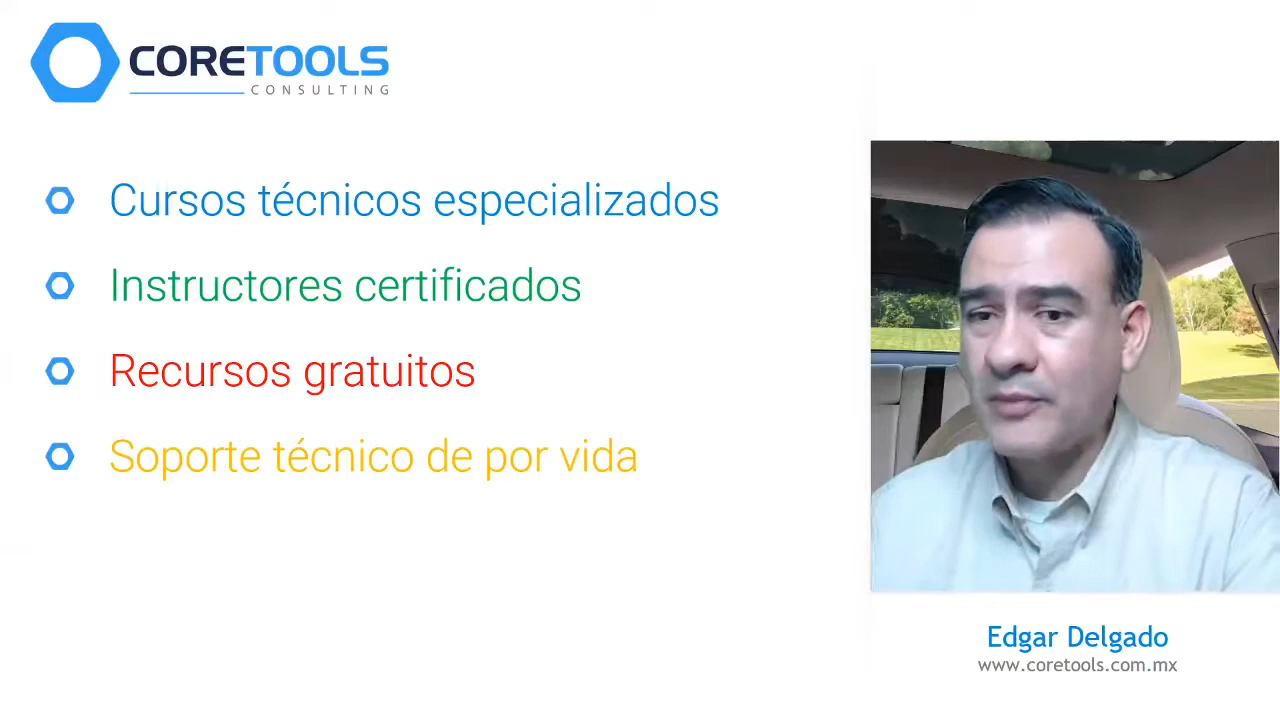 CORETOOLS
CONSULTING
Cursos técnicos especializados
Instructores certificados
Recursos gratuitos
Soporte técnico de por vida
Edgar Delgado
www.coretools.com.mx